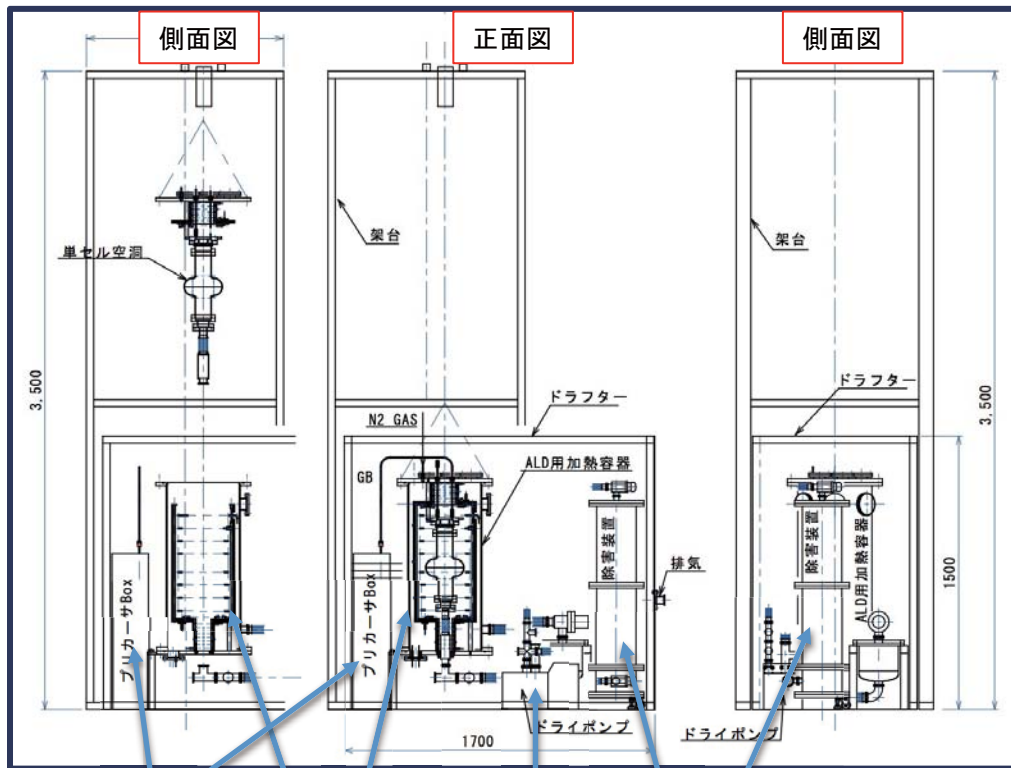 側面図
正面図
側面図
架台
架台
単セル空洞
3,500
3,500
ドラフター
ドラフター
N2 GAS
ALD用加熱容器
GB
プリカーサBox
プリカーサBox
除害装置
排気
除害装置
ALD用加熱容器
1500
ドライポンプ
ドライポンプ
1700